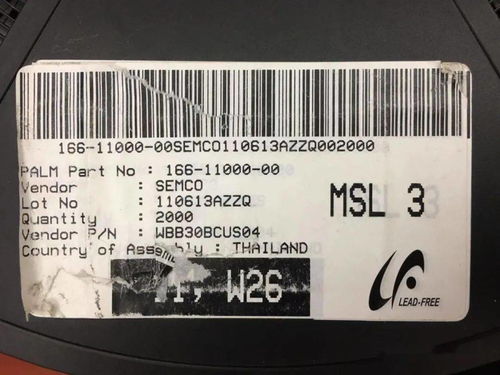 166-11000-00SEMCO110613AZZQ002000
PALM Part No : 166-11000-00
Vendor : SEMCO
Lot No : 110613AZZQ
Quantity : 2000
Vendor P/N : WBB30BCUS04
Country of Assembly : THAILAND
MSL 3
W26
LEAD-FREE